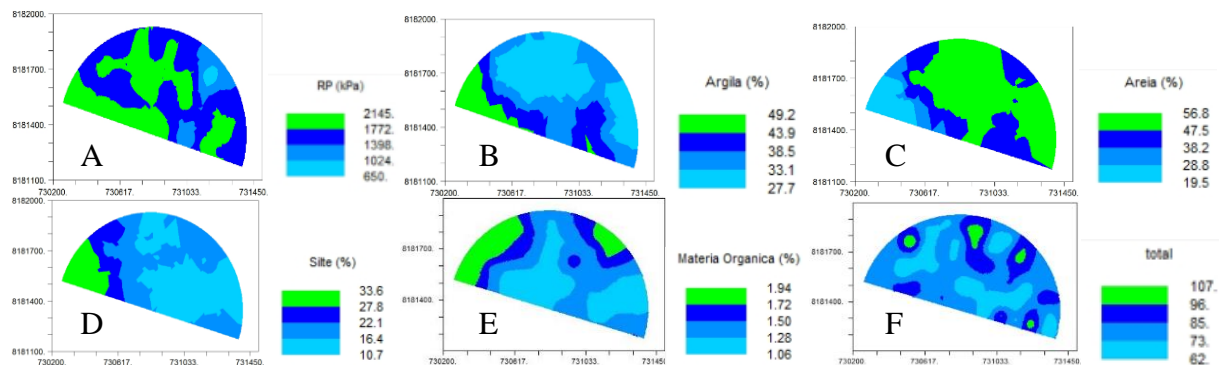 8182000.
8181700.
8181400.
8181100.
730200. 730617. 731033. 731450.
A
RP (kPa)
2145.
1772.
1398.
1024.
650.
8182000.
8181700.
8181400.
8181100.
730200. 730617. 731033. 731450.
B
Argila (%)
49.2
43.9
38.5
33.1
27.7
8182000.
8181700.
8181400.
8181100.
730200. 730617. 731033. 731450.
C
Areia (%)
56.8
47.5
38.2
28.8
19.5
8182000.
8181700.
8181400.
8181100.
730200. 730617. 731033. 731450.
D
Silte (%)
33.6
27.8
22.1
16.4
10.7
8181700.
8181400.
730200. 730617. 731033. 731450.
E
Materia Organica (%)
1.94
1.72
1.50
1.28
1.06
8181700.
8181400.
8181100.
730200. 730617. 731033. 731450.
F
total
107.
96.
85.
73.
62.